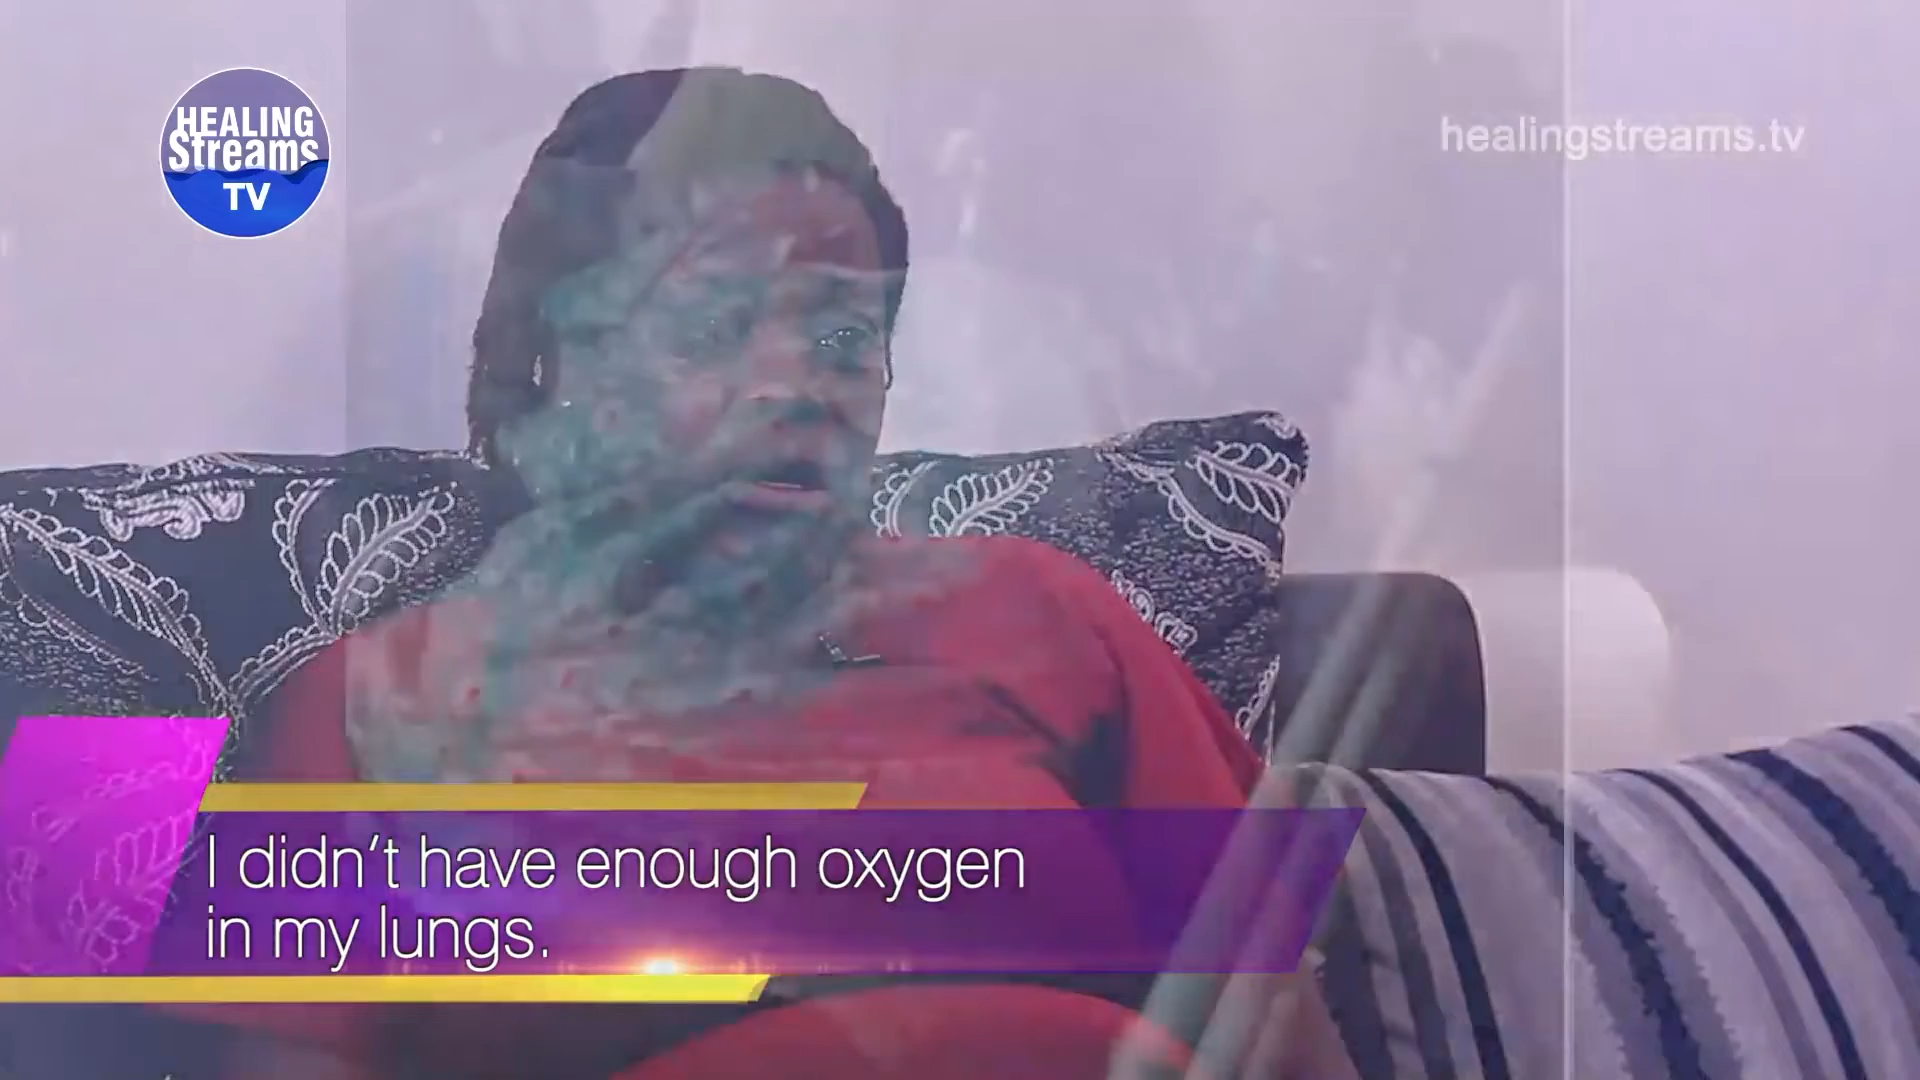 HEALING
Streams
TV
healingstreams.tv
I didn't have enough oxygen
in my lungs.